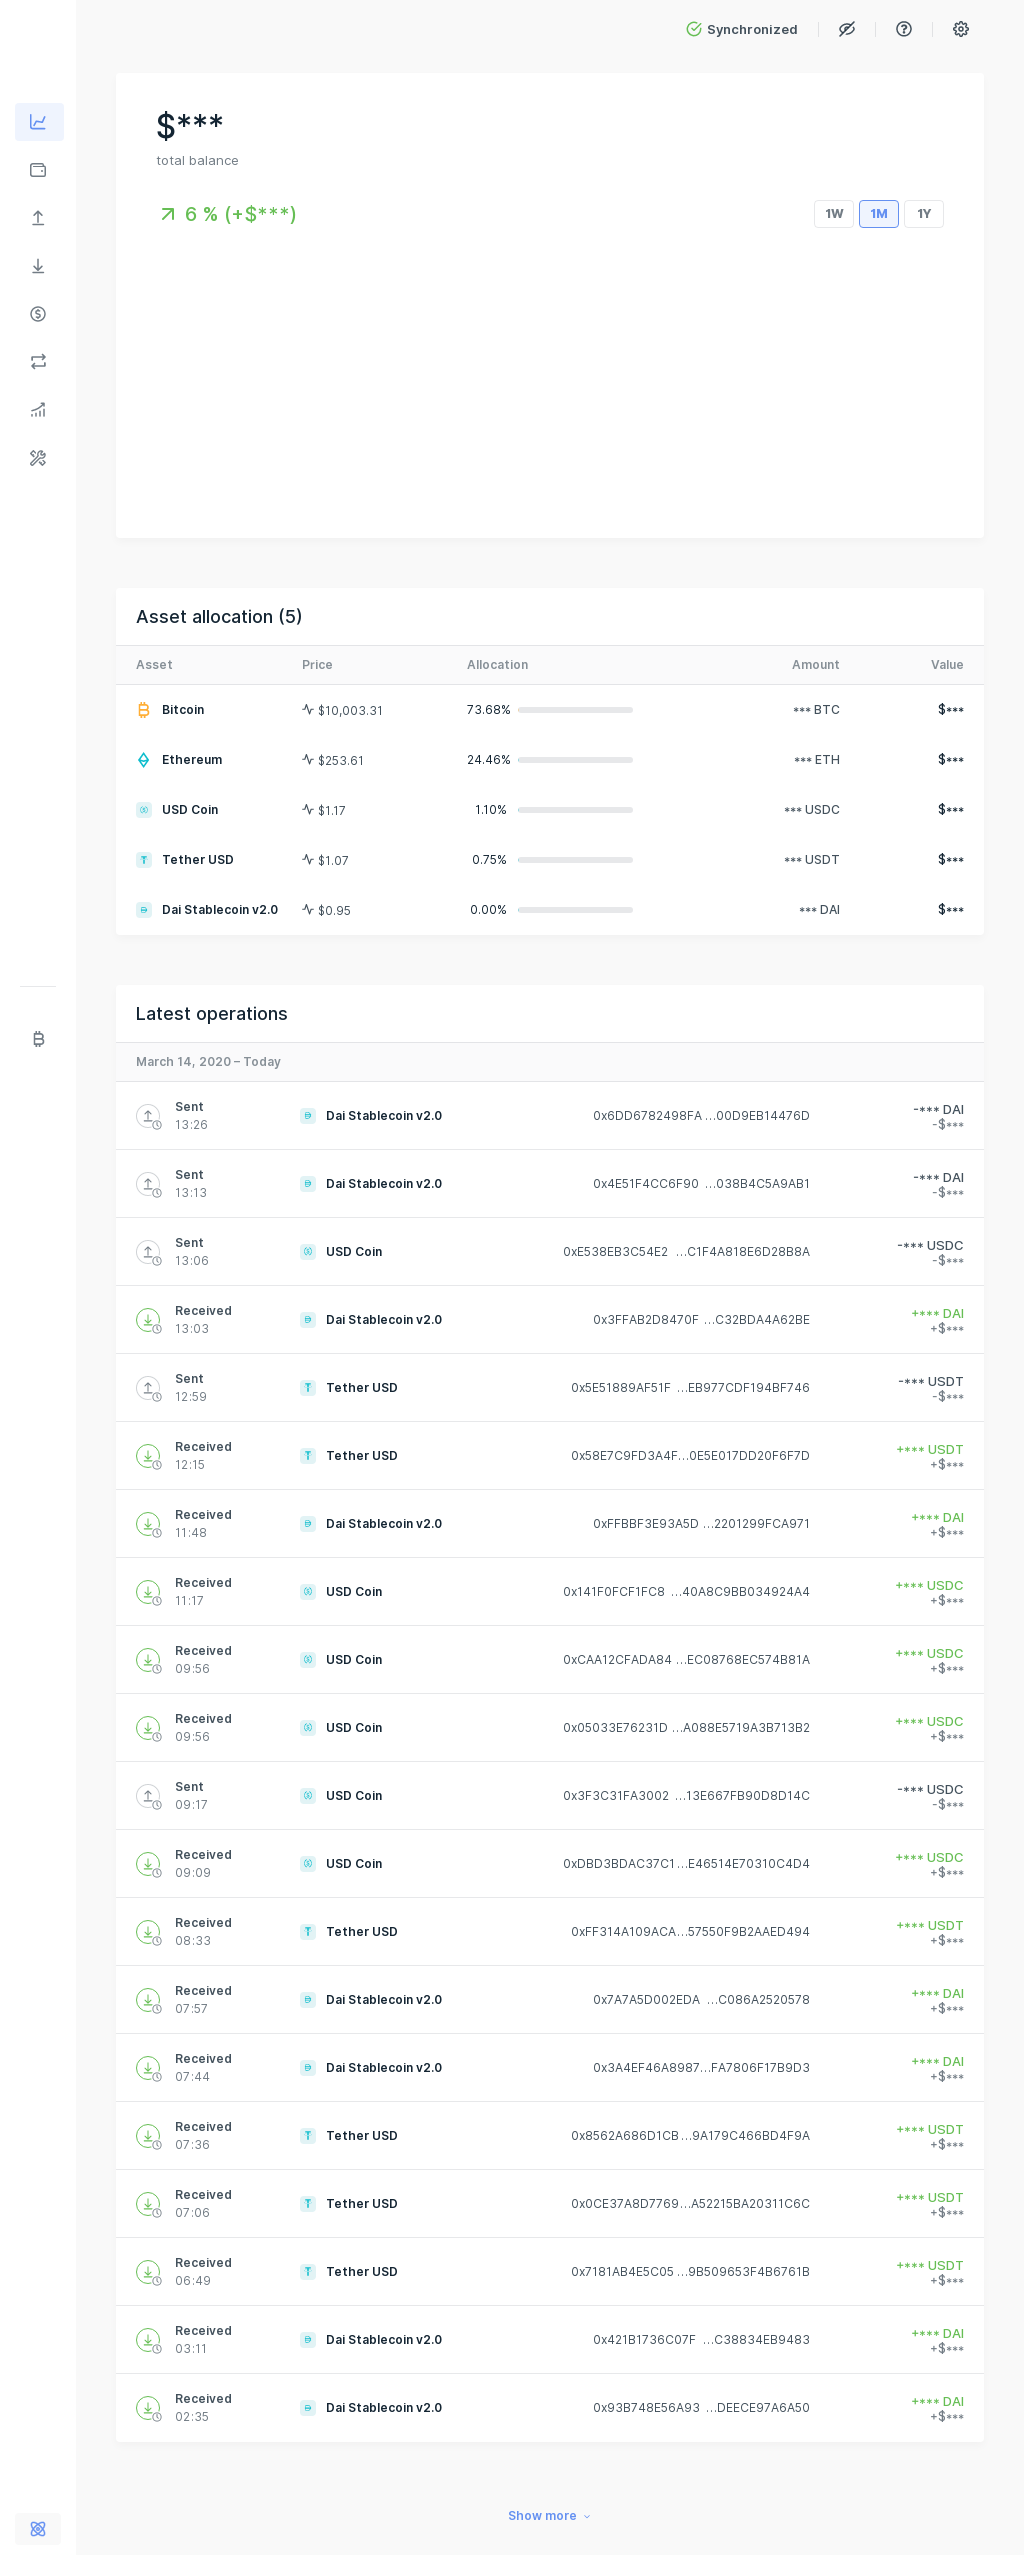 Synchronized
$***
total balance
6 % (+$***)
1W 1M 1Y
Asset allocation (5)
Asset Price Allocation Amount Value
Bitcoin $10,003.31 73.68% *** BTC $***
Ethereum $253.61 24.46% *** ETH $***
USD Coin $1.17 1.10% *** USDC $***
Tether USD $1.07 0.75% *** USDT $***
Dai Stablecoin v2.0 $0.95 0.00% *** DAI $***
Latest operations
March 14, 2020 – Today
Sent Dai Stablecoin v2.0 0x6DD6782498FA …00D9EB14476D -*** DAI
13:26 -$***
Sent Dai Stablecoin v2.0 0x4E51F4CC6F90 …038B4C5A9AB1 -*** DAI
13:13 -$***
Sent USD Coin 0xE538EB3C54E2 …C1F4A818E6D28B8A -*** USDC
13:06 -$***
Received Dai Stablecoin v2.0 0x3FFAB2D8470F …C32BDA4A62BE +*** DAI
13:03 +$***
Sent Tether USD 0x5E51889AF51F …EB977CDF194BF746 -*** USDT
12:59 -$***
Received Tether USD 0x58E7C9FD3A4F…0E5E017DD20F6F7D +*** USDT
12:15 +$***
Received Dai Stablecoin v2.0 0xFFBBF3E93A5D …2201299FCA971 +*** DAI
11:48 +$***
Received USD Coin 0x141F0FCF1FC8 …40A8C9BB034924A4 +*** USDC
11:17 +$***
Received USD Coin 0xCAA12CFADA84 …EC08768EC574B81A +*** USDC
09:56 +$***
Received USD Coin 0x05033E76231D …A088E5719A3B713B2 +*** USDC
09:56 +$***
Sent USD Coin 0x3F3C31FA3002 …13E667FB90D8D14C -*** USDC
09:17 -$***
Received USD Coin 0xDBD3BDAC37C1 …E46514E70310C4D4 +*** USDC
09:09 +$***
Received Tether USD 0xFF314A109ACA…57550F9B2AAED494 +*** USDT
08:33 +$***
Received Dai Stablecoin v2.0 0x7A7A5D002EDA …C086A2520578 +*** DAI
07:57 +$***
Received Dai Stablecoin v2.0 0x3A4EF46A8987…FA7806F17B9D3 +*** DAI
07:44 +$***
Received Tether USD 0x8562A686D1CB …9A179C466BD4F9A +*** USDT
07:36 +$***
Received Tether USD 0x0CE37A8D7769 …A52215BA20311C6C +*** USDT
07:06 +$***
Received Tether USD 0x7181AB4E5C05 …9B509653F4B6761B +*** USDT
06:49 +$***
Received Dai Stablecoin v2.0 0x421B1736C07F …C38834EB9483 +*** DAI
03:11 +$***
Received Dai Stablecoin v2.0 0x93B748E56A93 …DEECE97A6A50 +*** DAI
02:35 +$***
Show more